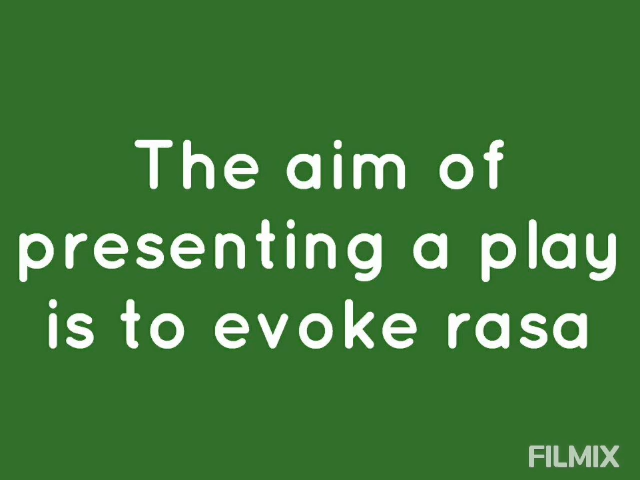 The aim of
presenting a play
is to evoke rasa
FILMIX